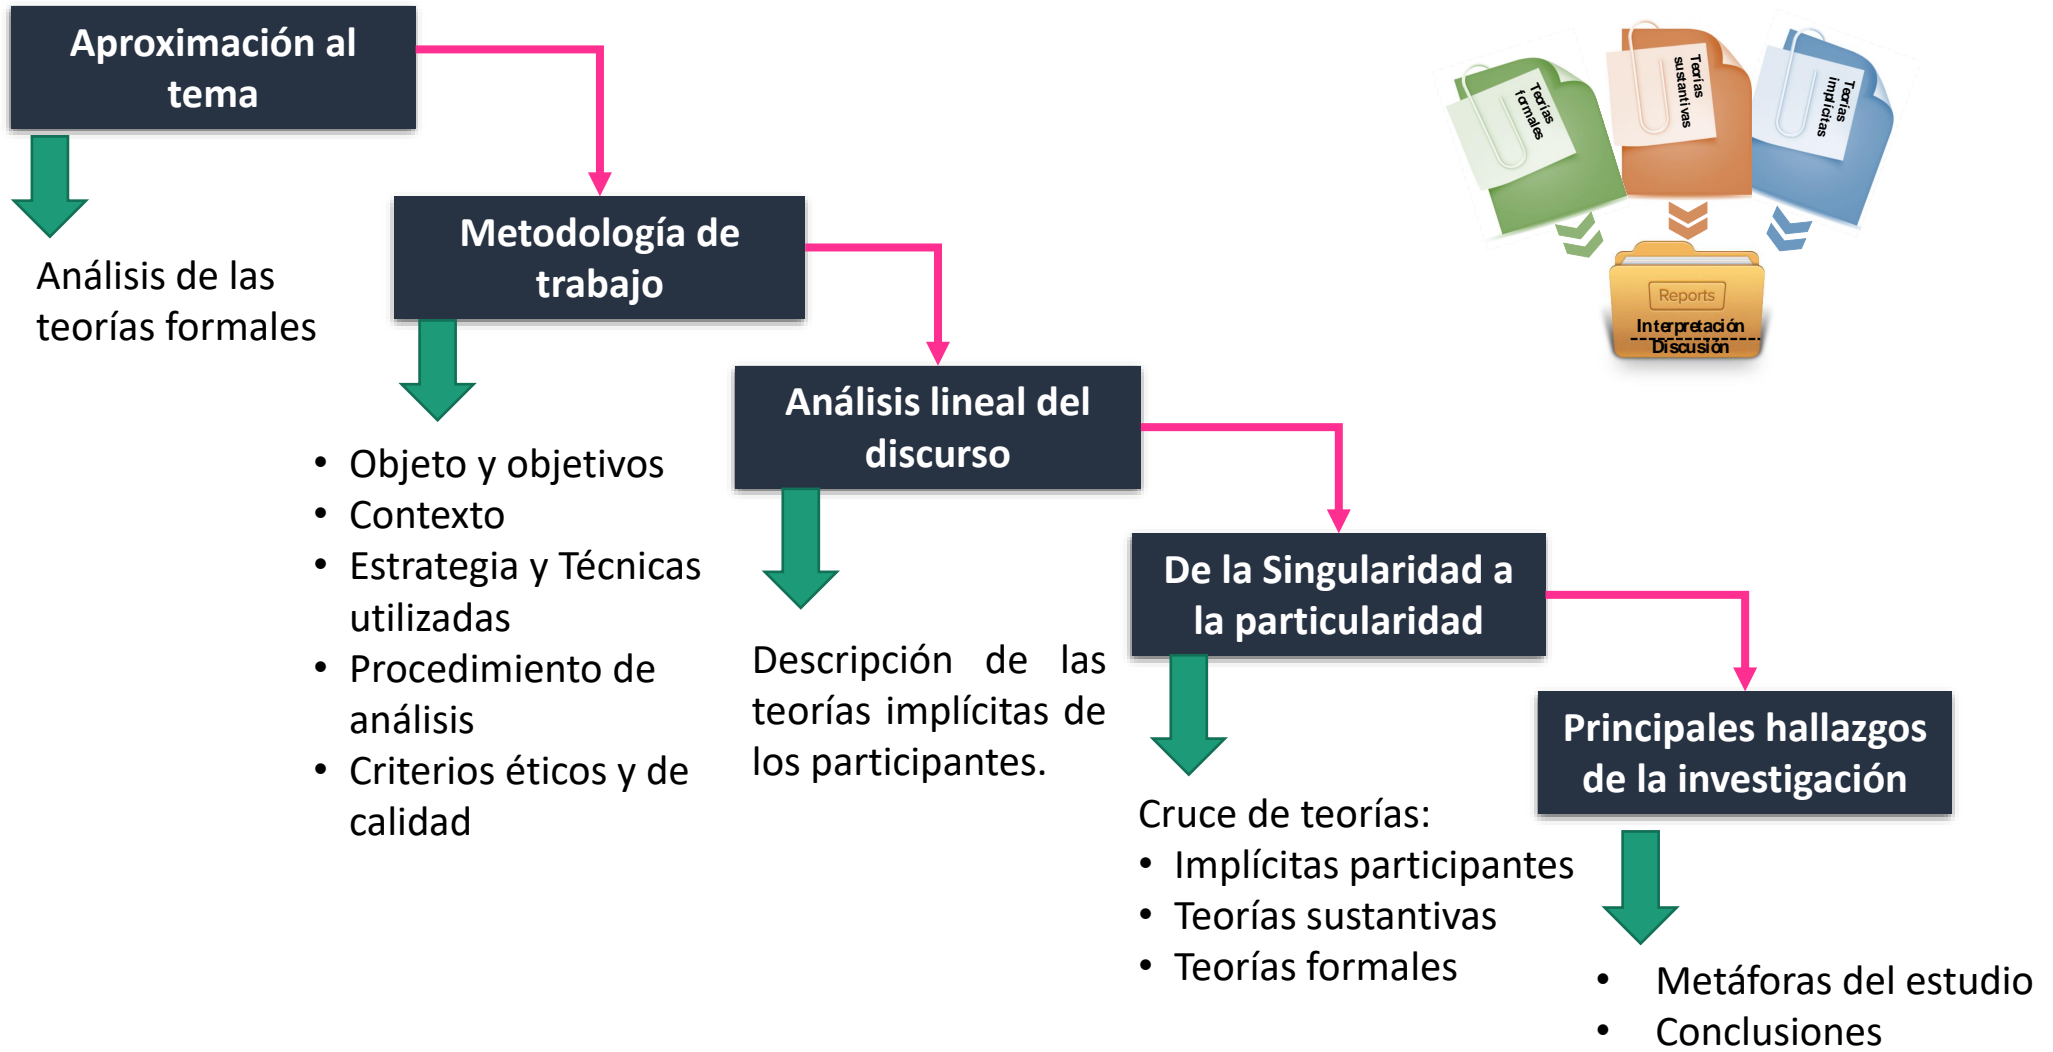 Aproximación al
tema
Análisis de las
teorías formales
Metodología de
trabajo
• Objeto y objetivos
• Contexto
• Estrategia y Técnicas
utilizadas
• Procedimiento de
análisis
• Criterios éticos y de
calidad
Análisis lineal del
discurso
Descripción de las
teorías implícitas de
los participantes.
De la Singularidad a
la particularidad
Cruce de teorías:
• Implícitas participantes
• Teorías sustantivas
• Teorías formales
Principales hallazgos
de la investigación
• Metáforas del estudio
• Conclusiones
Teorías
formales
Teorías
sustantivas
Teorías
implícitas
Reports
Interpretación
Discusión